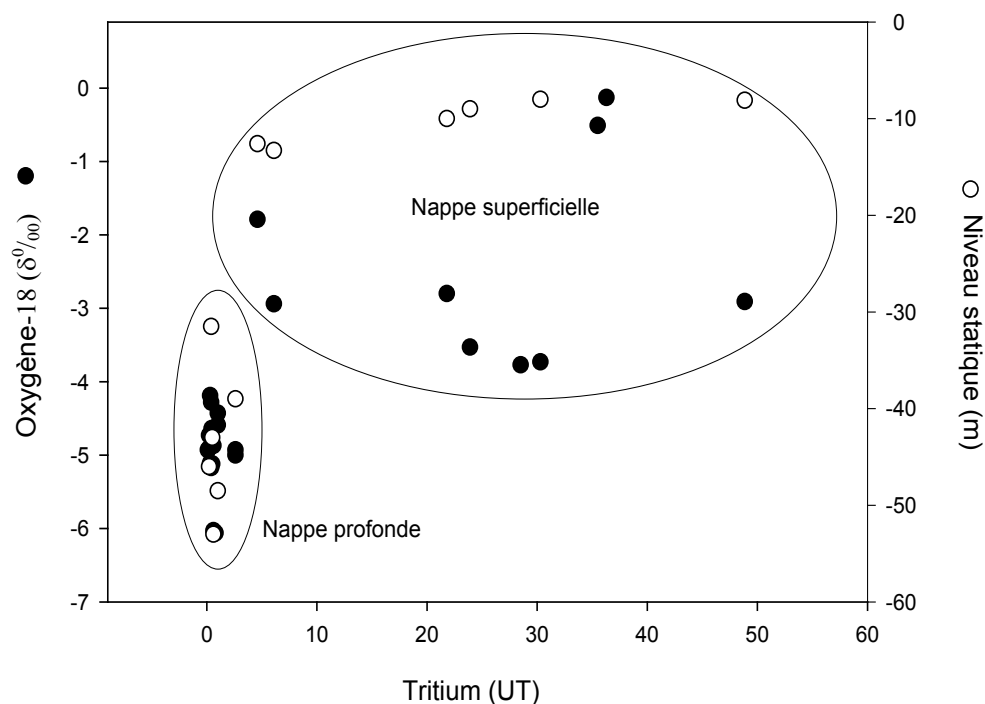 Oxygène-18 (δ⁰/₀₀)
0
-1
-2
-3
-4
-5
-6
-7
Nappe superficielle
Nappe profonde
0
-10
-20
-30
-40
-50
-60
Niveau statique (m)
0 10 20 30 40 50 60
Tritium (UT)